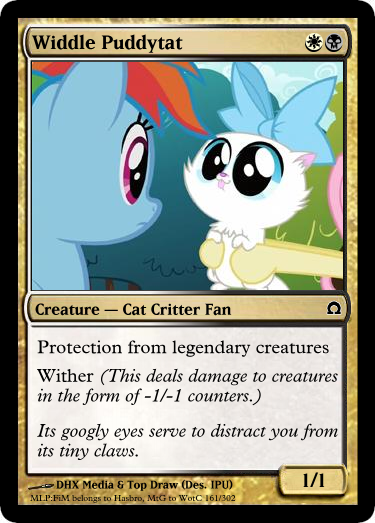 Widdle Puddytat
Creature — Cat Critter Fan
Ω
Protection from legendary creatures
Wither (This deals damage to creatures
in the form of -1/-1 counters.)
Its googly eyes serve to distract you from
its tiny claws.
DHX Media & Top Draw (Des. IPU)
MLP:FiM belongs to Hasbro, MtG to WotC 161/302
1/1